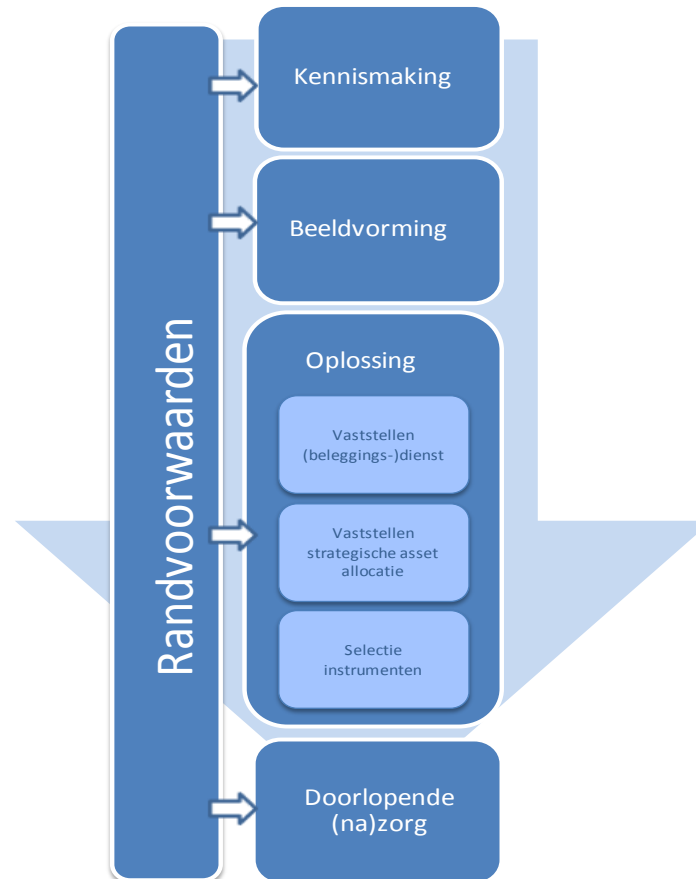 Randvoorwaarden
Kennismaking
Beeldvorming
Oplossing
Vaststellen
(beleggings-)dienst
Vaststellen
strategische asset
allocatie
Selectie
instrumenten
Doorlopende
(na)zorg